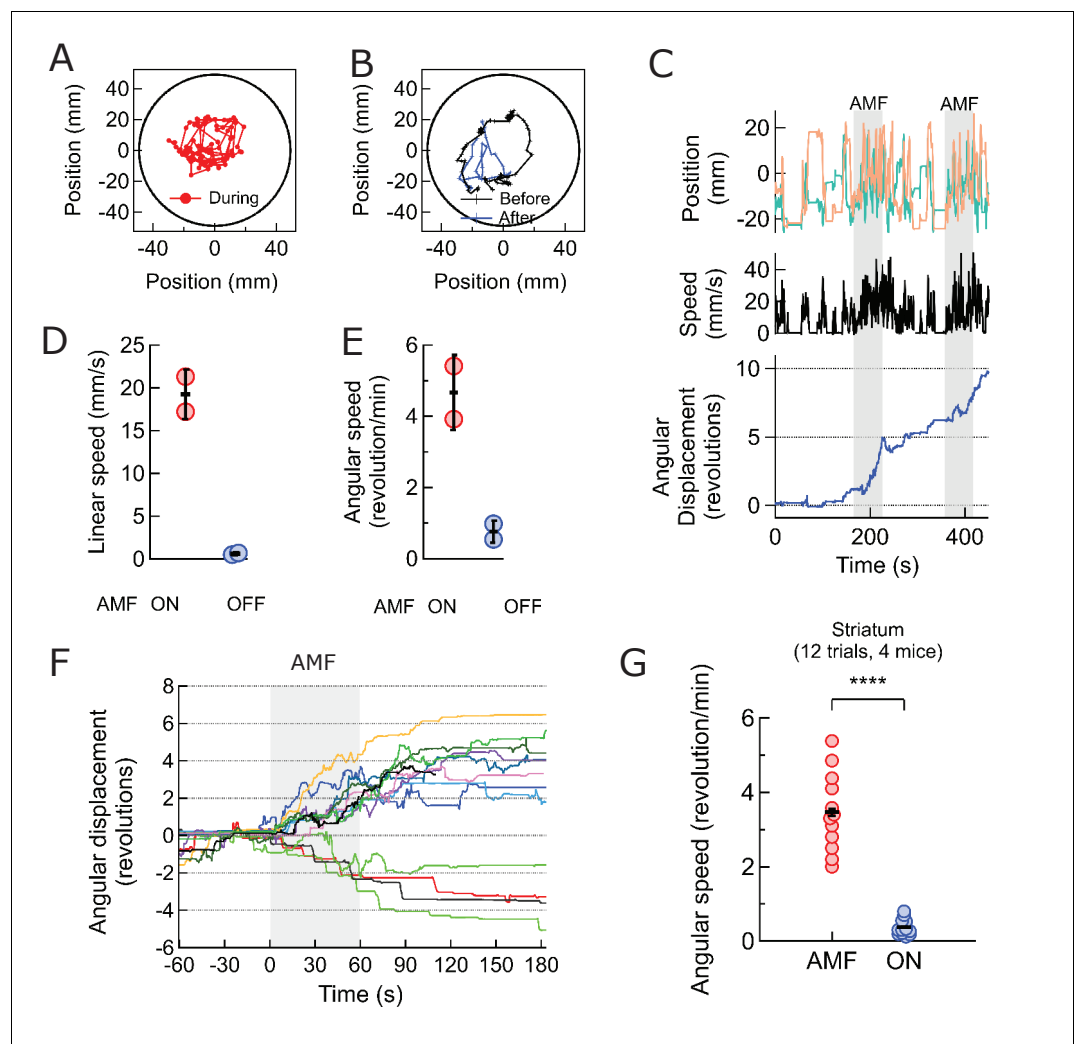 A
Position (mm)
40
20
0
-20
-40
During
-40 0 40
Position (mm)
B
Position (mm)
40
20
0
-20
-40
Before
After
-40 0 40
Position (mm)
C
AMF AMF
Postition
(mm)
20
0
-20
Speed
(mm/s)
40
20
0
Angular
Displacement
(revolutions)
10
5
0
0 200 400
Time (s)
D
Linear speed (mm/s)
25
20
15
10
5
0
AMF ON OFF
E
Angular speed
(revolution/min)
6
4
2
0
AMF ON OFF
F
AMF
Angular displacement
(revolutions)
8
6
4
2
0
-2
-4
-6
-60 -30 0 30 60 90 120 150 180
Time (s)
G
Striatum
(12 trials, 4 mice)
****
Angular speed (revolution/min)
6
4
2
0
AMF ON